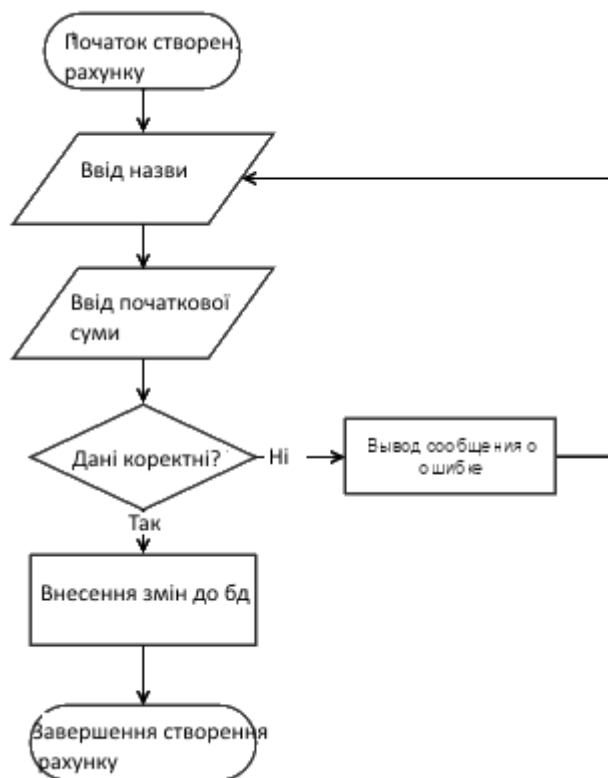 Початок створен.
рахунку
Ввід назви
Ввід початкової
суми
Дані коректні?
Ні
Вывод сообщения о
ошибке
Так
Внесення змін до бд
Завершення створення
рахунку